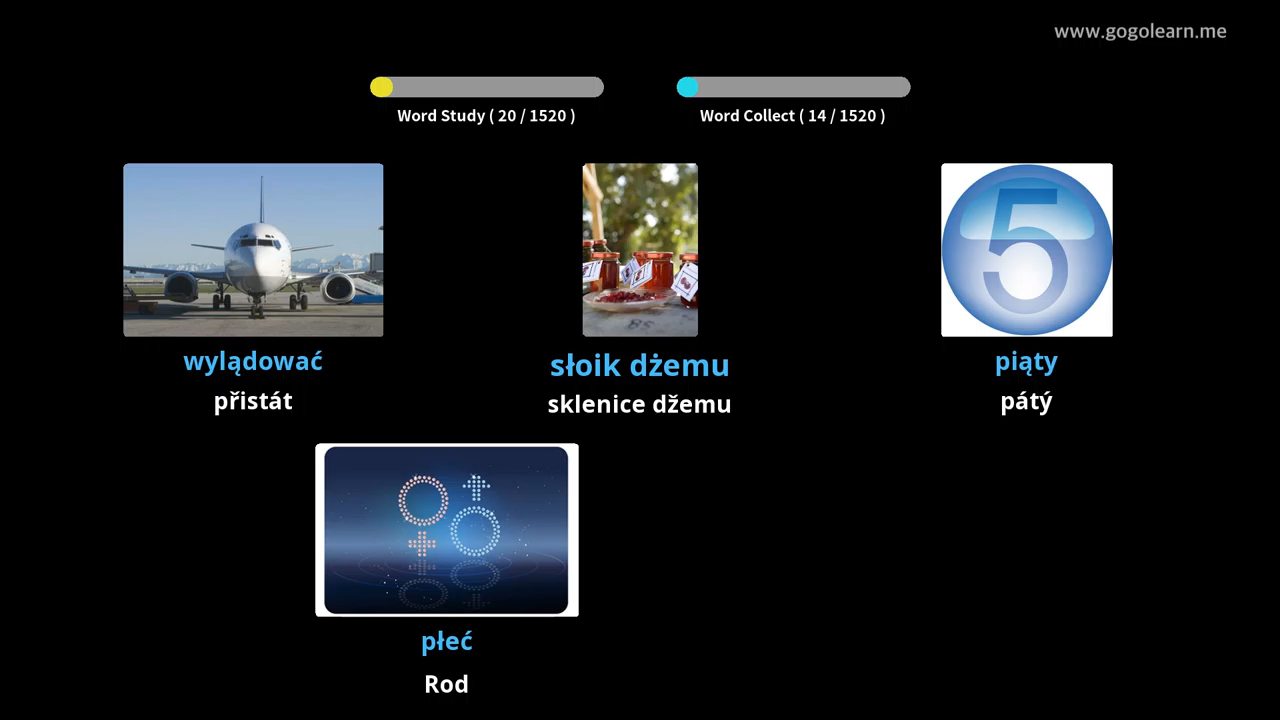 www.gogolearn.me
Word Study ( 20 / 1520 )
Word Collect ( 14 / 1520 )
5
wylądować
přistát
słoik dżemu
sklenice džemu
piąty
pátý
płeć
Rod